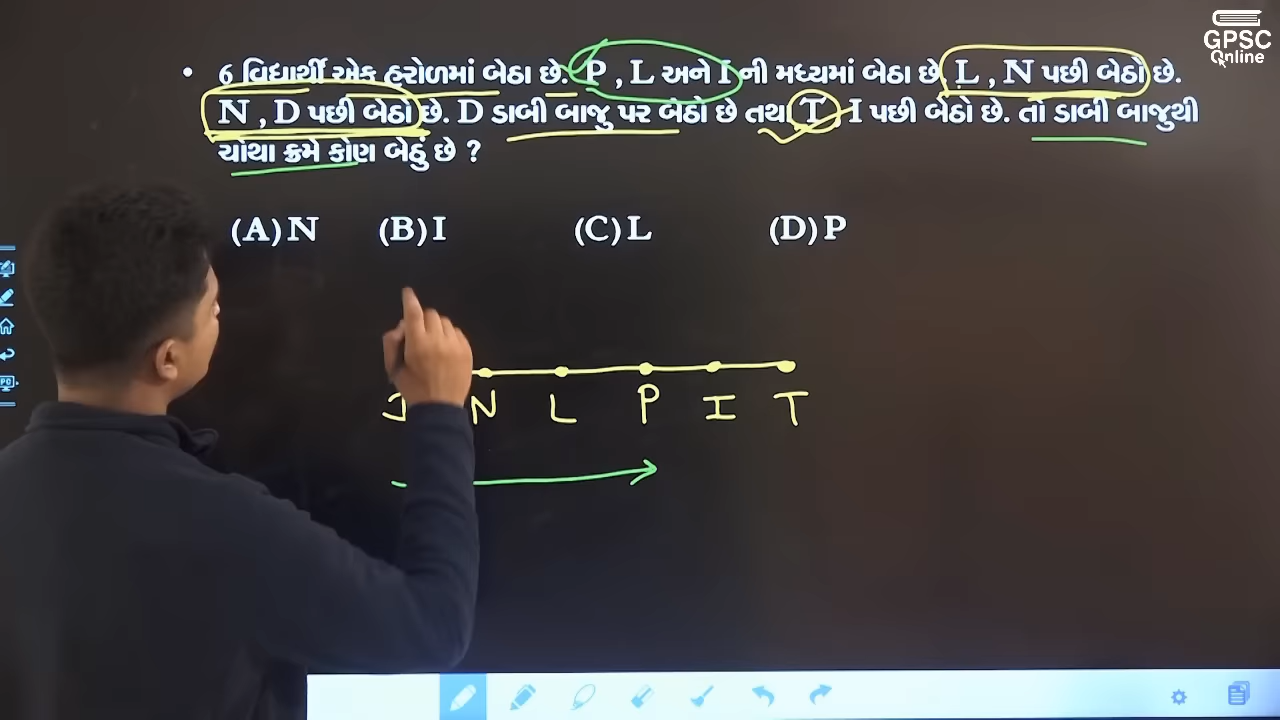 GPSC
Online
• 6 વિદ્યાર્થી એક હરોળમાં બેઠા છે. P , L અને I ની મધ્યમાં બેઠા છે. L , N પછી બેઠો છે.
N , D પછી બેઠો છે. D ડાબી બાજુ પર બેઠો છે તથા T , I પછી બેઠો છે. તો ડાબી બાજુથી
ચોથા ક્રમે કોણ બેઠું છે ?
(A) N (B) I (C) L (D) P
N L P I T